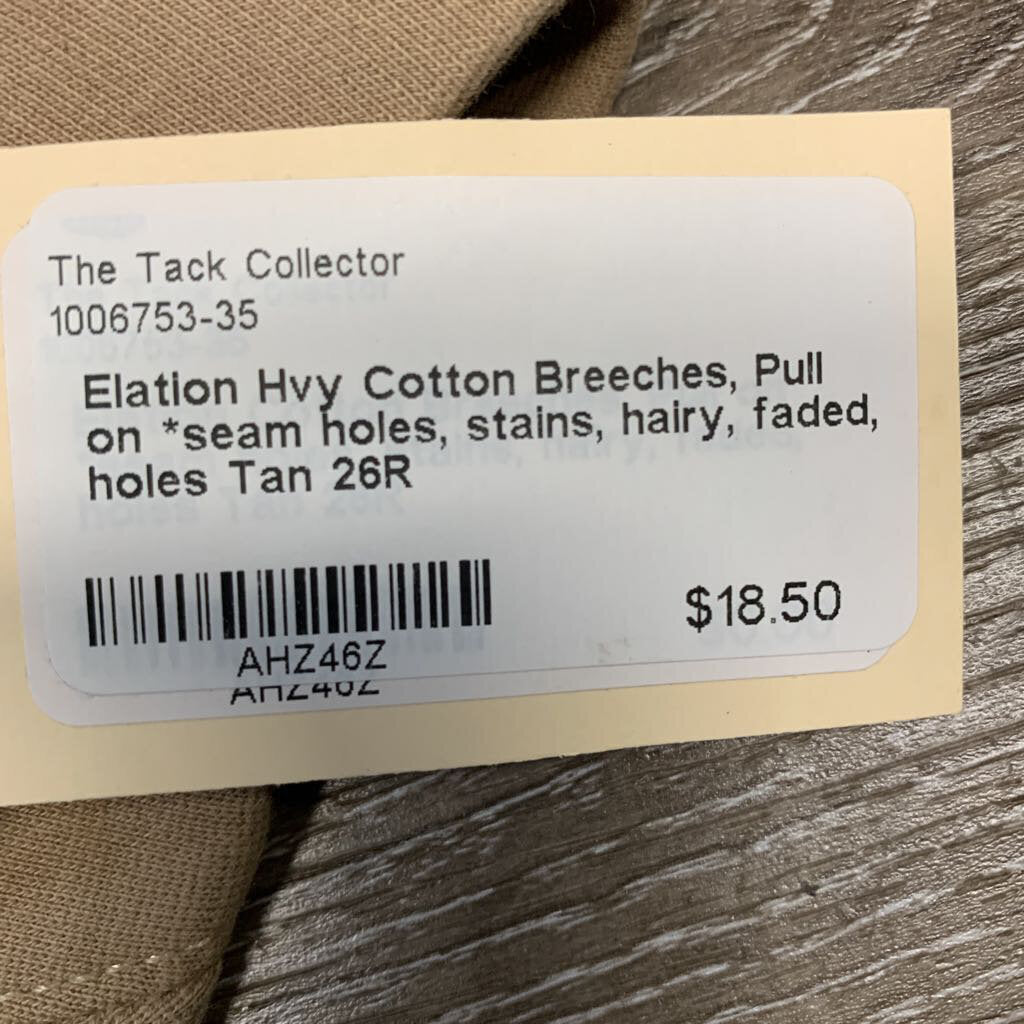 The Tack Collector
1006753-35
Elation Hvy Cotton Breeches, Pull
on *seam holes, stains, hairy, faded,
holes Tan 26R
$18.50
AHZ46Z
AHZ46Z